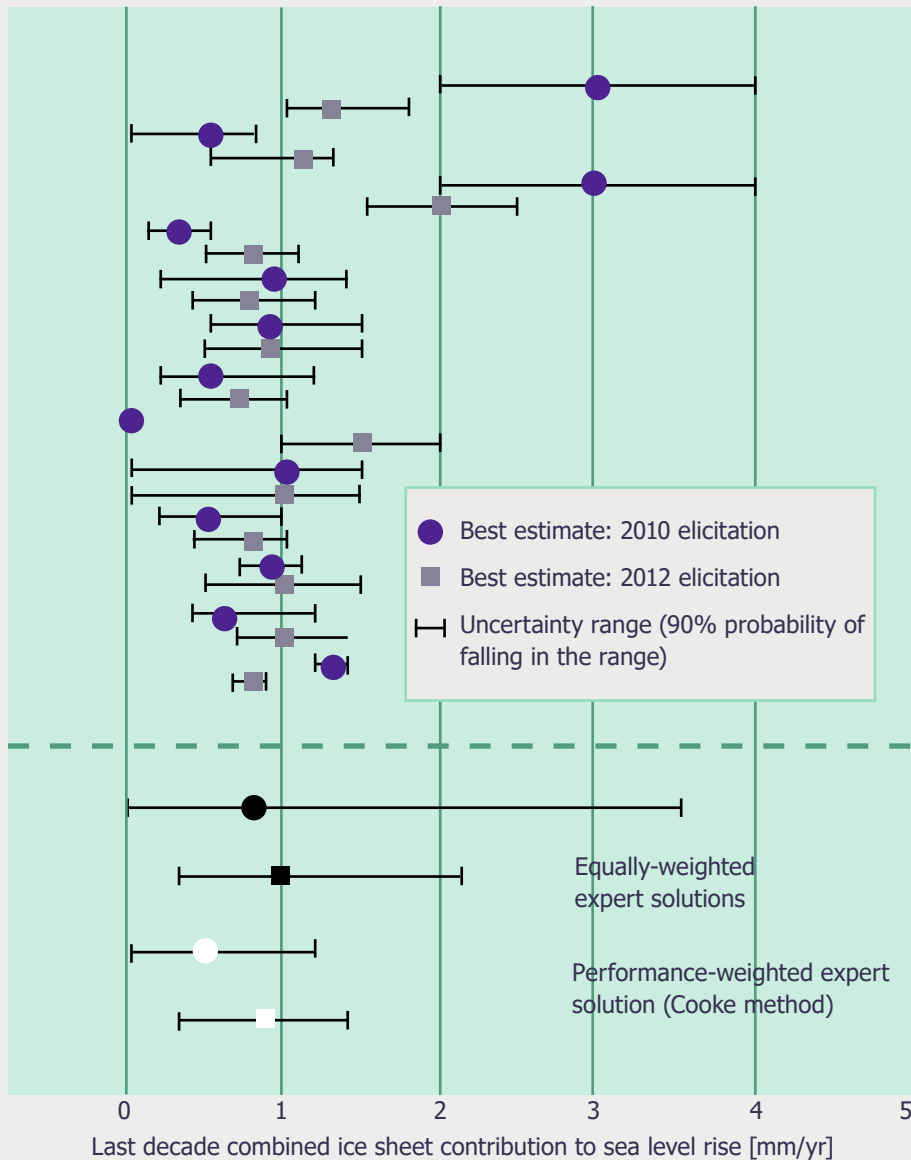 Best estimate: 2010 elicitation
Best estimate: 2012 elicitation
Uncertainty range (90% probability of
falling in the range)
Equally-weighted
expert solutions
Performance-weighted expert
solution (Cooke method)
0 1 2 3 4 5
Last decade combined ice sheet contribution to sea level rise [mm/yr]